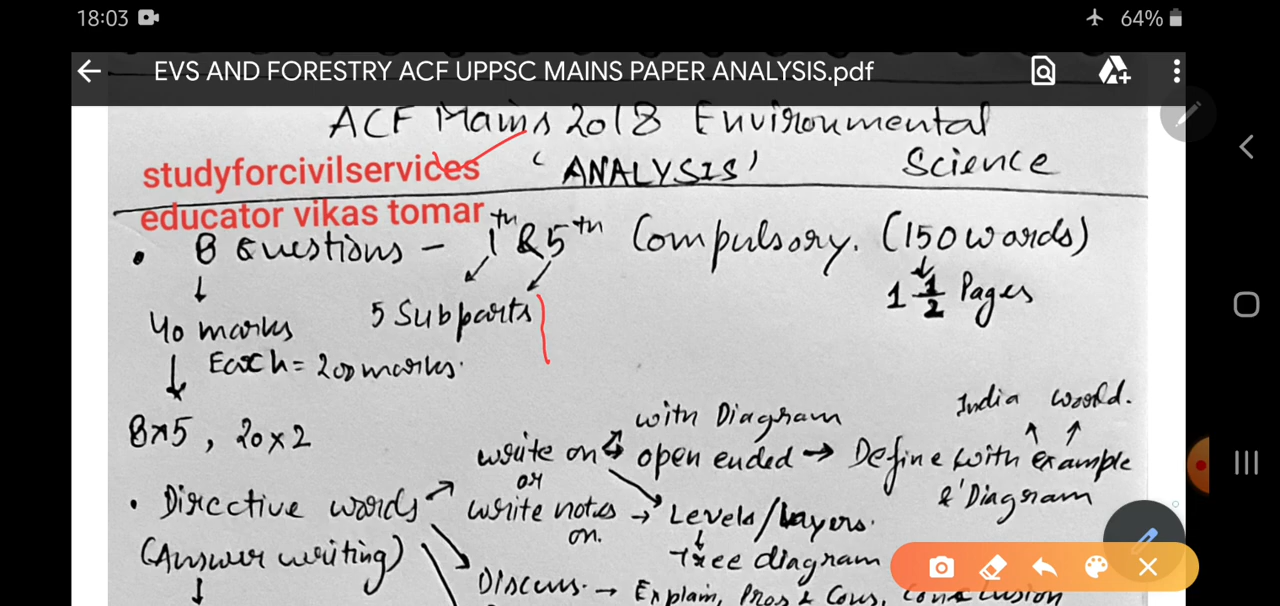 18:03
64%
EVS AND FORESTRY ACF UPPSC MAINS PAPER ANALYSIS.pdf
ACF Mains 2018 Environmental
Science
'ANALYSIS'
studyforcivilservices
educator vikas tomar
• 8 Questions – 1th & 5th Compulsory. (150 words)
↓
1 1/2 Pages
40 marks
5 Subparts
Each = 200 marks.
8×5, 20×2
India world.
with Diagram
write on open ended → Define with example
or
& Diagram
• Directive words write notes → Levels/layers.
on.
(Answer writing)
Tree diagram
Discuss. → Explain, Pros & Cons, Conclusion